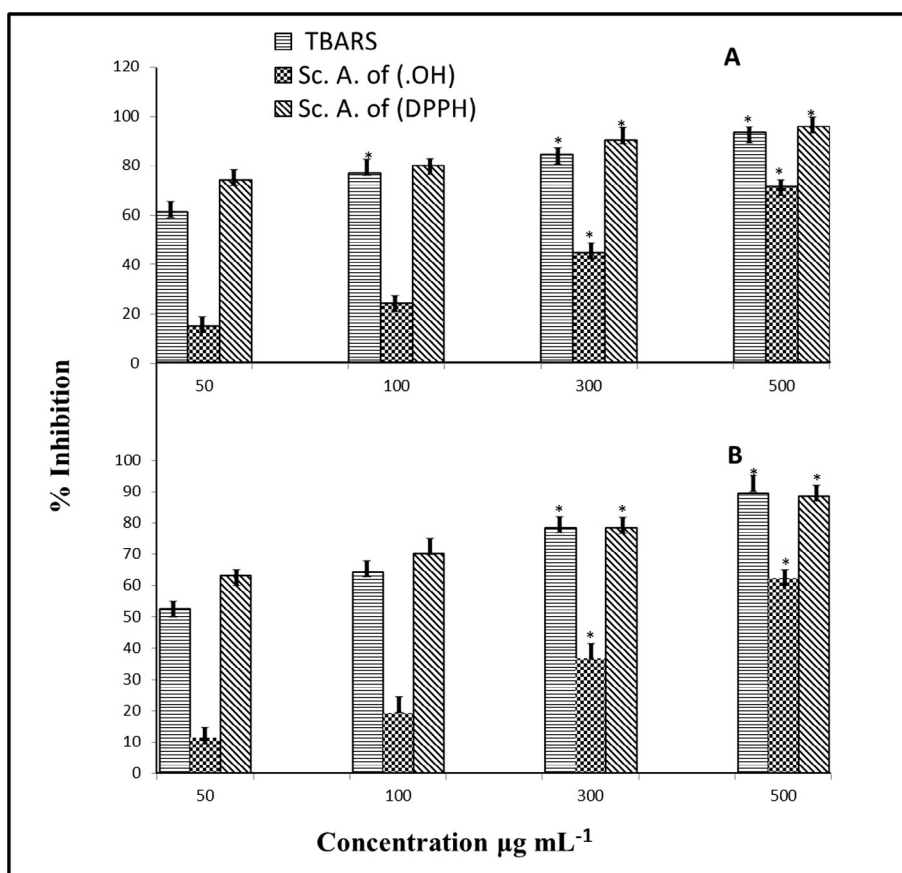 TBARS
Sc. A. of (.OH)
Sc. A. of (DPPH)
A
120
100
80
60
40
20
0
* * * * * * *
50 100 300 500
% Inhibition
B
100
90
80
70
60
50
40
30
20
10
0
* * * * * *
50 100 300 500
Concentration µg mL-1